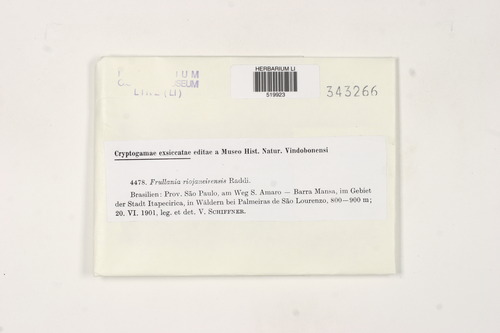 HERBARIUM LI
519923
343266
Cryptogamae exsiccatae editae a Museo Hist. Natur. Vindobonensi
4478. Frullania riojaneirensis Raddi.
Brasilien: Prov. São Paulo, am Weg S. Amaro — Barra Mansa, im Gebiet
der Stadt Itapecirica, in Wäldern bei Palmeiras de São Lourenzo, 800—900 m;
20. VI. 1901, leg. et det. V. SCHIFFNER.